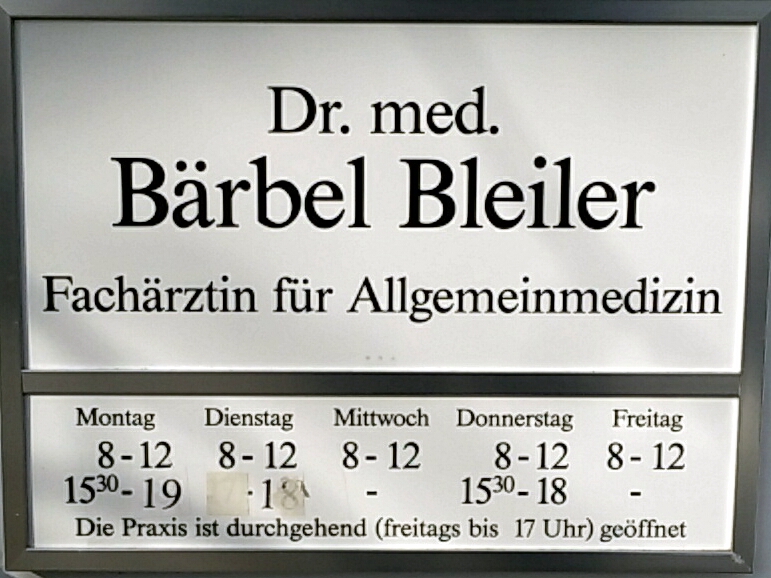 Dr. med.
Bärbel Bleiler
Fachärztin für Allgemeinmedizin
Montag Dienstag Mittwoch Donnerstag Freitag
8-12 8-12 8-12 8-12 8-12
15³⁰-19 - 15³⁰-18 -
Die Praxis ist durchgehend (freitags bis 17 Uhr) geöffnet